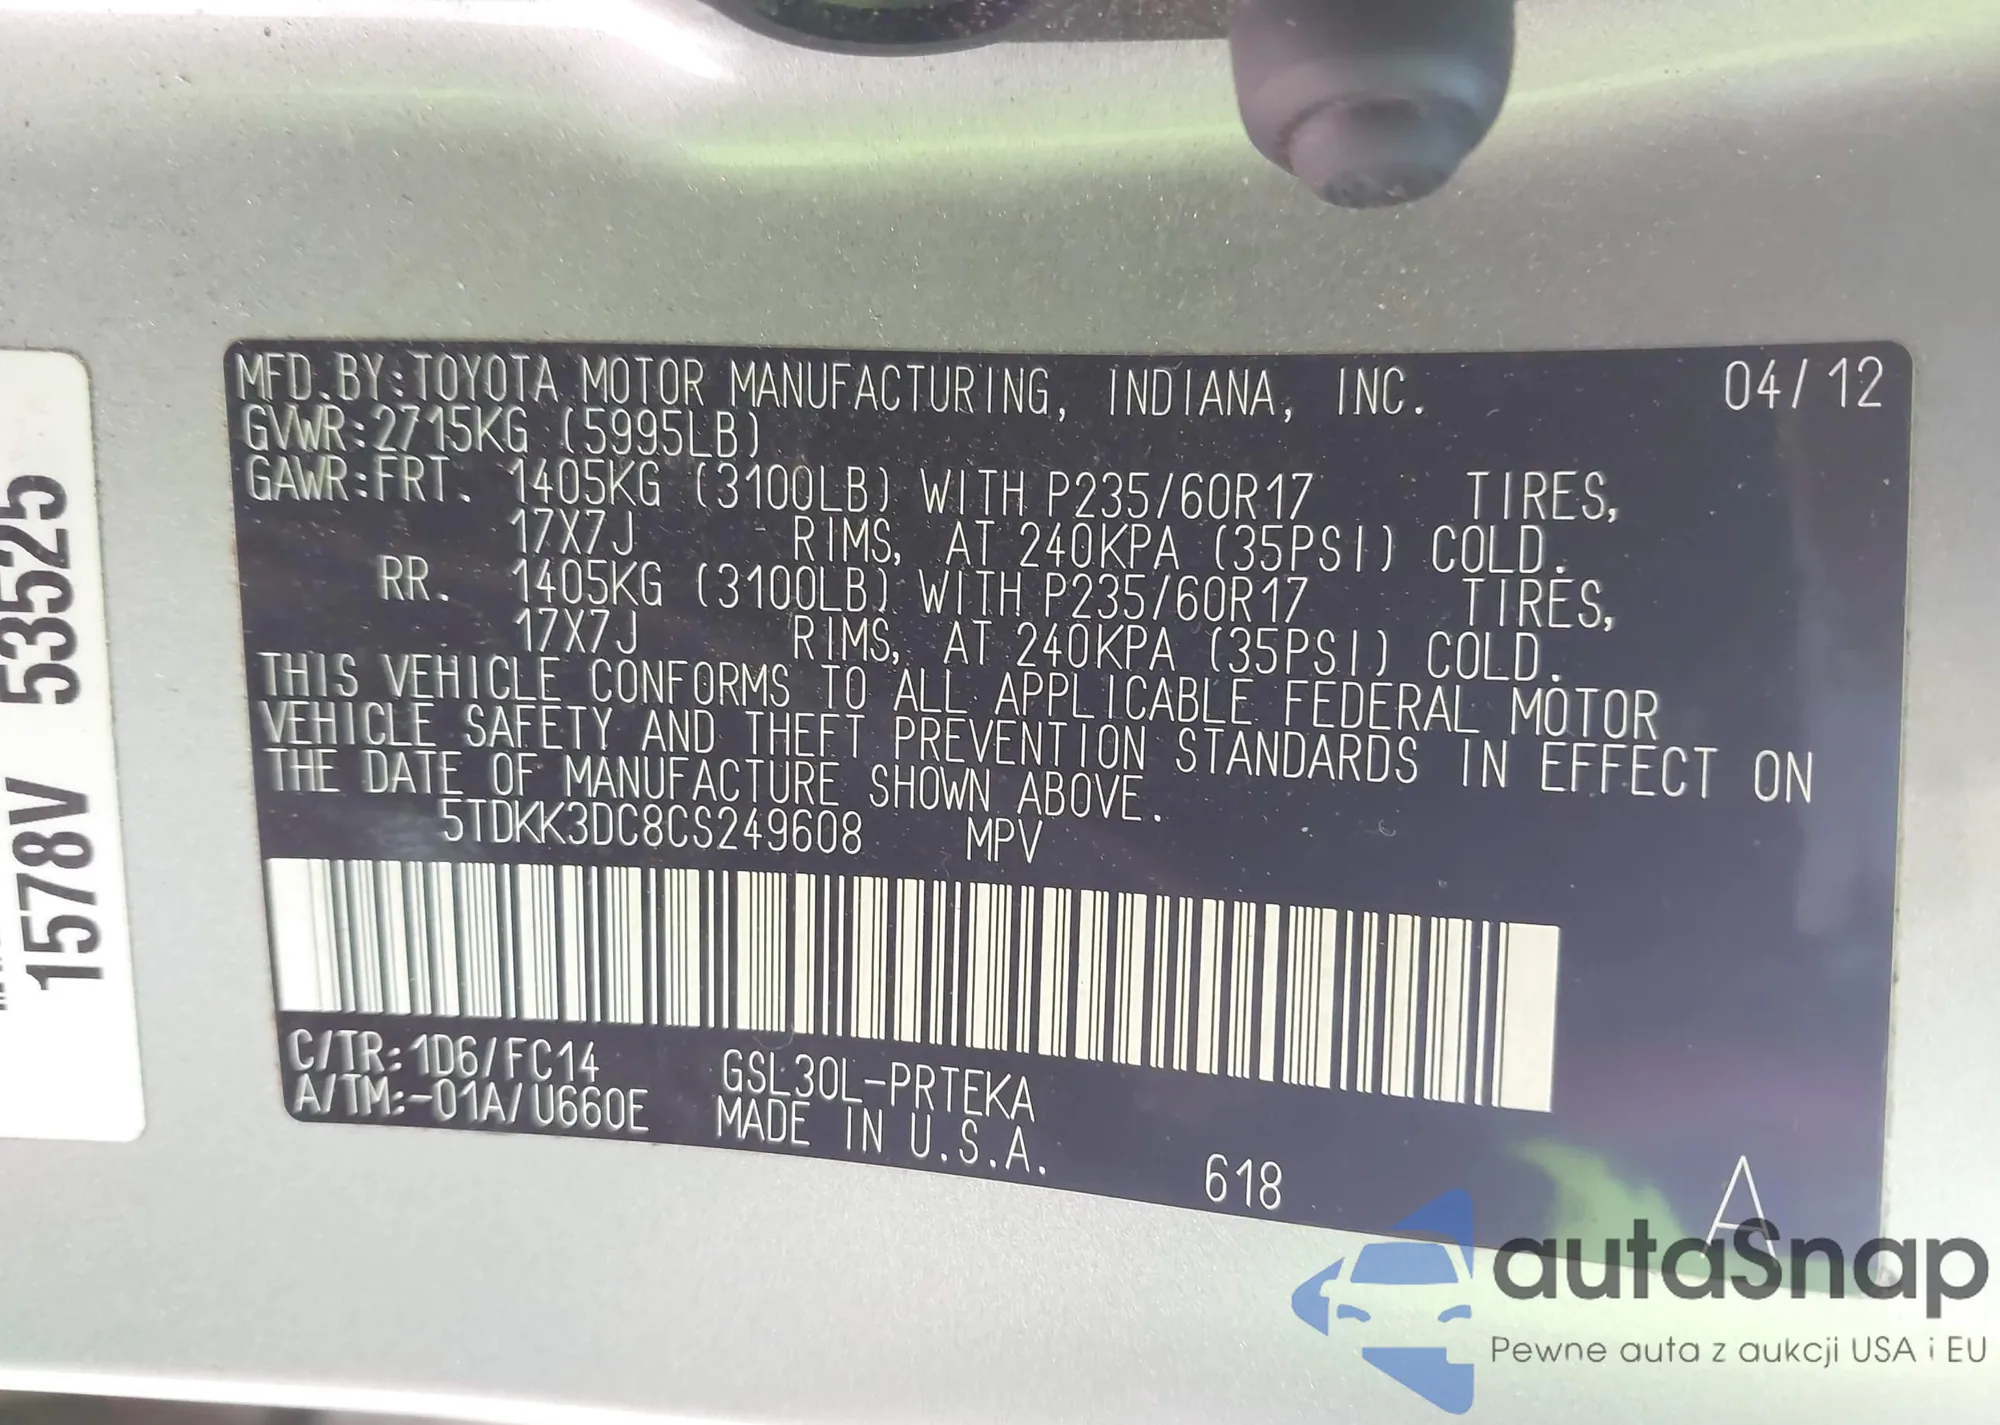 MFD.BY:TOYOTA MOTOR MANUFACTURING, INDIANA, INC. 04/12
GVWR:2715KG (5995LB)
GAWR:FRT. 1405KG (3100LB) WITH P235/60R17 TIRES,
17X7J RIMS, AT 240KPA (35PSI) COLD.
RR. 1405KG (3100LB) WITH P235/60R17 TIRES,
17X7J RIMS, AT 240KPA (35PSI) COLD.
THIS VEHICLE CONFORMS TO ALL APPLICABLE FEDERAL MOTOR
VEHICLE SAFETY AND THEFT PREVENTION STANDARDS IN EFFECT ON
THE DATE OF MANUFACTURE SHOWN ABOVE.
5TDKK3DC8CS249608 MPV
C/TR:1D6/FC14 GSL30L-PRTEKA
A/TM:-01A/U660E MADE IN U.S.A.
618 A
1578V 53525
autaSnap
Pewne auta z aukcji USA i EU